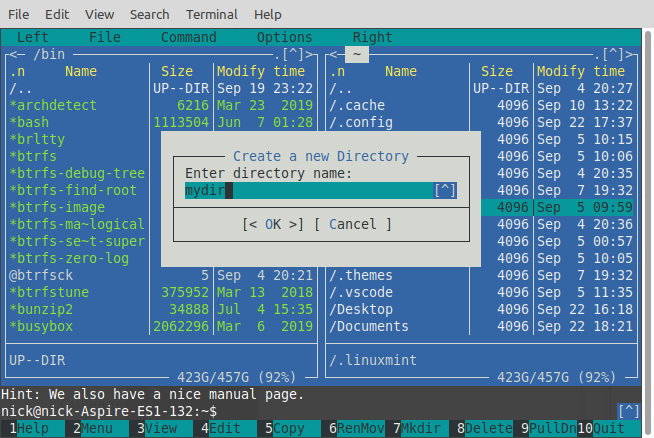 File Edit View Search Terminal Help
Left File Command Options Right
<─ /bin ─.[^]> <─ ~ ─.[^]>
.n Name Size Modify time .n Name Size Modify time
/.. UP--DIR Sep 19 23:22 /.. UP--DIR Sep 4 20:27
*archdetect 6216 Mar 23 2019 /.cache 4096 Sep 10 13:22
*bash 1113504 Jun 7 01:28 /.config 4096 Sep 22 17:37
*brltty 4096 Sep 5 10:15
*btrfs Create a new Directory 4096 Sep 5 10:06
*btrfs-debug-tree Enter directory name: 4096 Sep 4 20:35
*btrfs-find-root mydir [^] 4096 Sep 7 19:32
*btrfs-image 4096 Sep 5 09:59
*btrfs-ma~logical [< OK >] [ Cancel ] 4096 Sep 4 20:36
*btrfs-se~t-super 4096 Sep 5 00:57
*btrfs-zero-log 4096 Sep 5 10:05
@btrfsck 5 Sep 4 20:21 /.themes 4096 Sep 7 19:32
*btrfstune 375952 Mar 13 2018 /.vscode 4096 Sep 5 11:35
*bunzip2 34888 Jul 4 15:35 /Desktop 4096 Sep 22 16:18
*busybox 2062296 Mar 6 2019 /Documents 4096 Sep 22 18:21
UP--DIR /.linuxmint
423G/457G (92%) 423G/457G (92%)
Hint: We also have a nice manual page.
nick@nick-Aspire-ES1-132:~$ [^]
1Help 2Menu 3View 4Edit 5Copy 6RenMov 7Mkdir 8Delete 9PullDn 10Quit